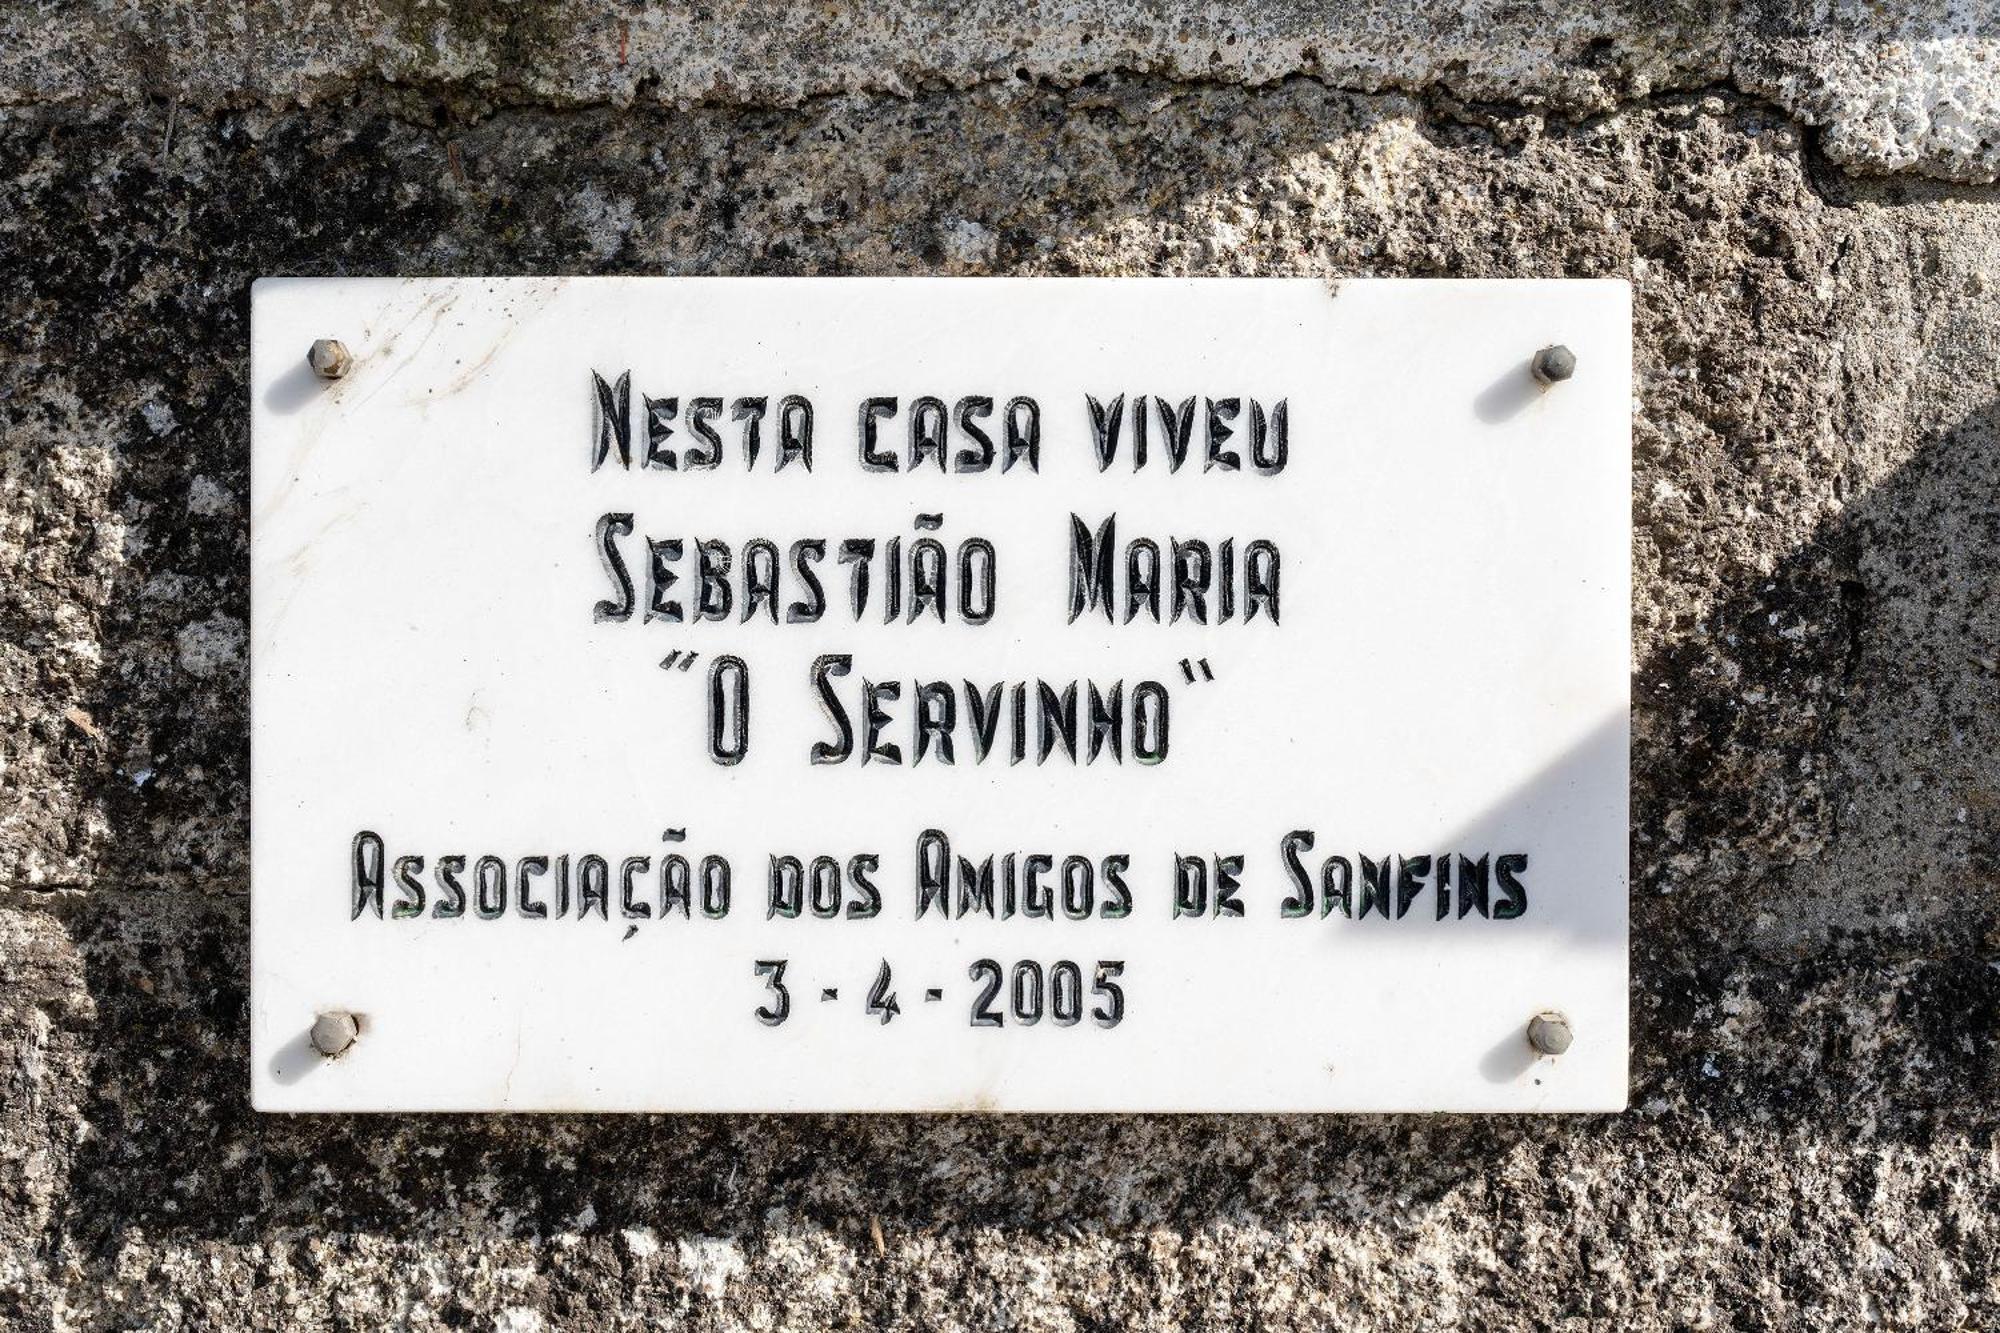 Nesta casa viveu
Sebastião Maria
"O Servinho"
Associação dos Amigos de Sanfins
3 - 4 - 2005